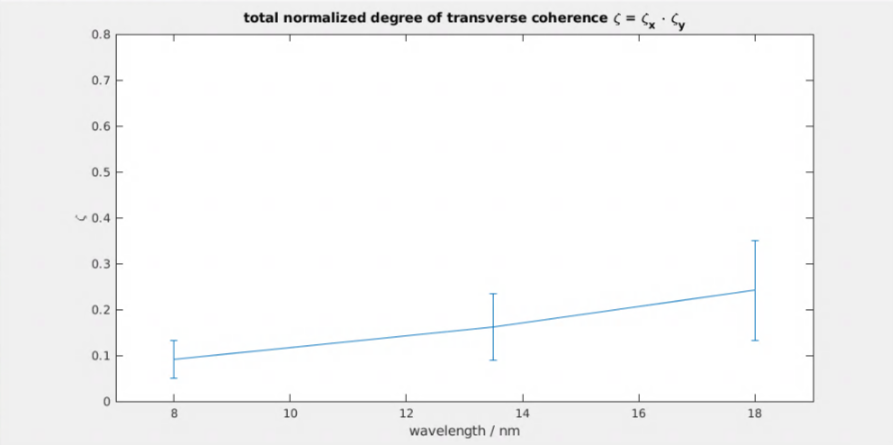 total normalized degree of transverse coherence ζ = ζx · ζy
0.8
0.7
0.6
0.5
0.4
0.3
0.2
0.1
0
ζ
8 10 12 14 16 18
wavelength / nm